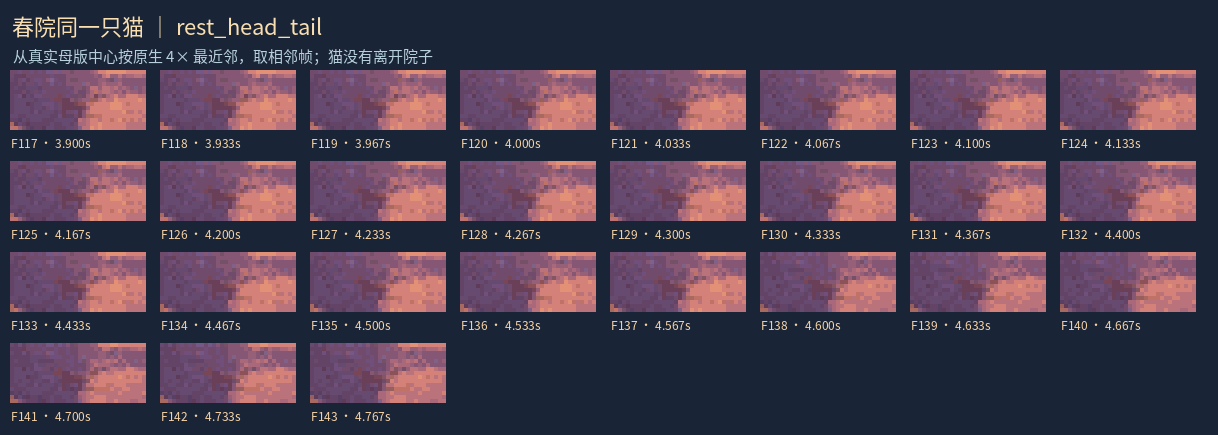 春院同一只猫 │ rest_head_tail
从真实母版中心按原生 4× 最近邻，取相邻帧；猫没有离开院子
F117 · 3.900s
F118 · 3.933s
F119 · 3.967s
F120 · 4.000s
F121 · 4.033s
F122 · 4.067s
F123 · 4.100s
F124 · 4.133s
F125 · 4.167s
F126 · 4.200s
F127 · 4.233s
F128 · 4.267s
F129 · 4.300s
F130 · 4.333s
F131 · 4.367s
F132 · 4.400s
F133 · 4.433s
F134 · 4.467s
F135 · 4.500s
F136 · 4.533s
F137 · 4.567s
F138 · 4.600s
F139 · 4.633s
F140 · 4.667s
F141 · 4.700s
F142 · 4.733s
F143 · 4.767s